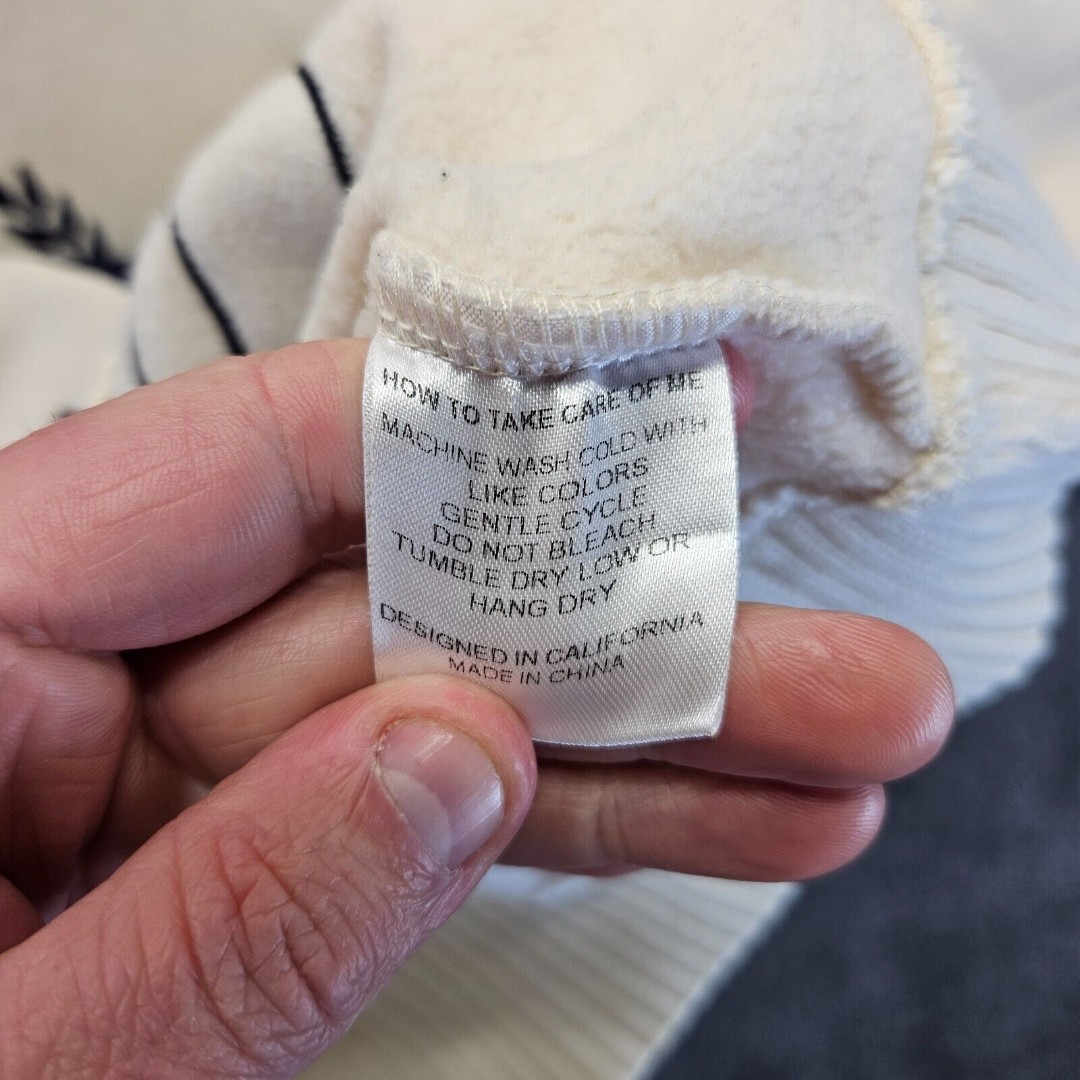 HOW TO TAKE CARE OF ME
MACHINE WASH COLD WITH
LIKE COLORS
GENTLE CYCLE
DO NOT BLEACH
TUMBLE DRY LOW OR
HANG DRY
DESIGNED IN CALIFORNIA
MADE IN CHINA